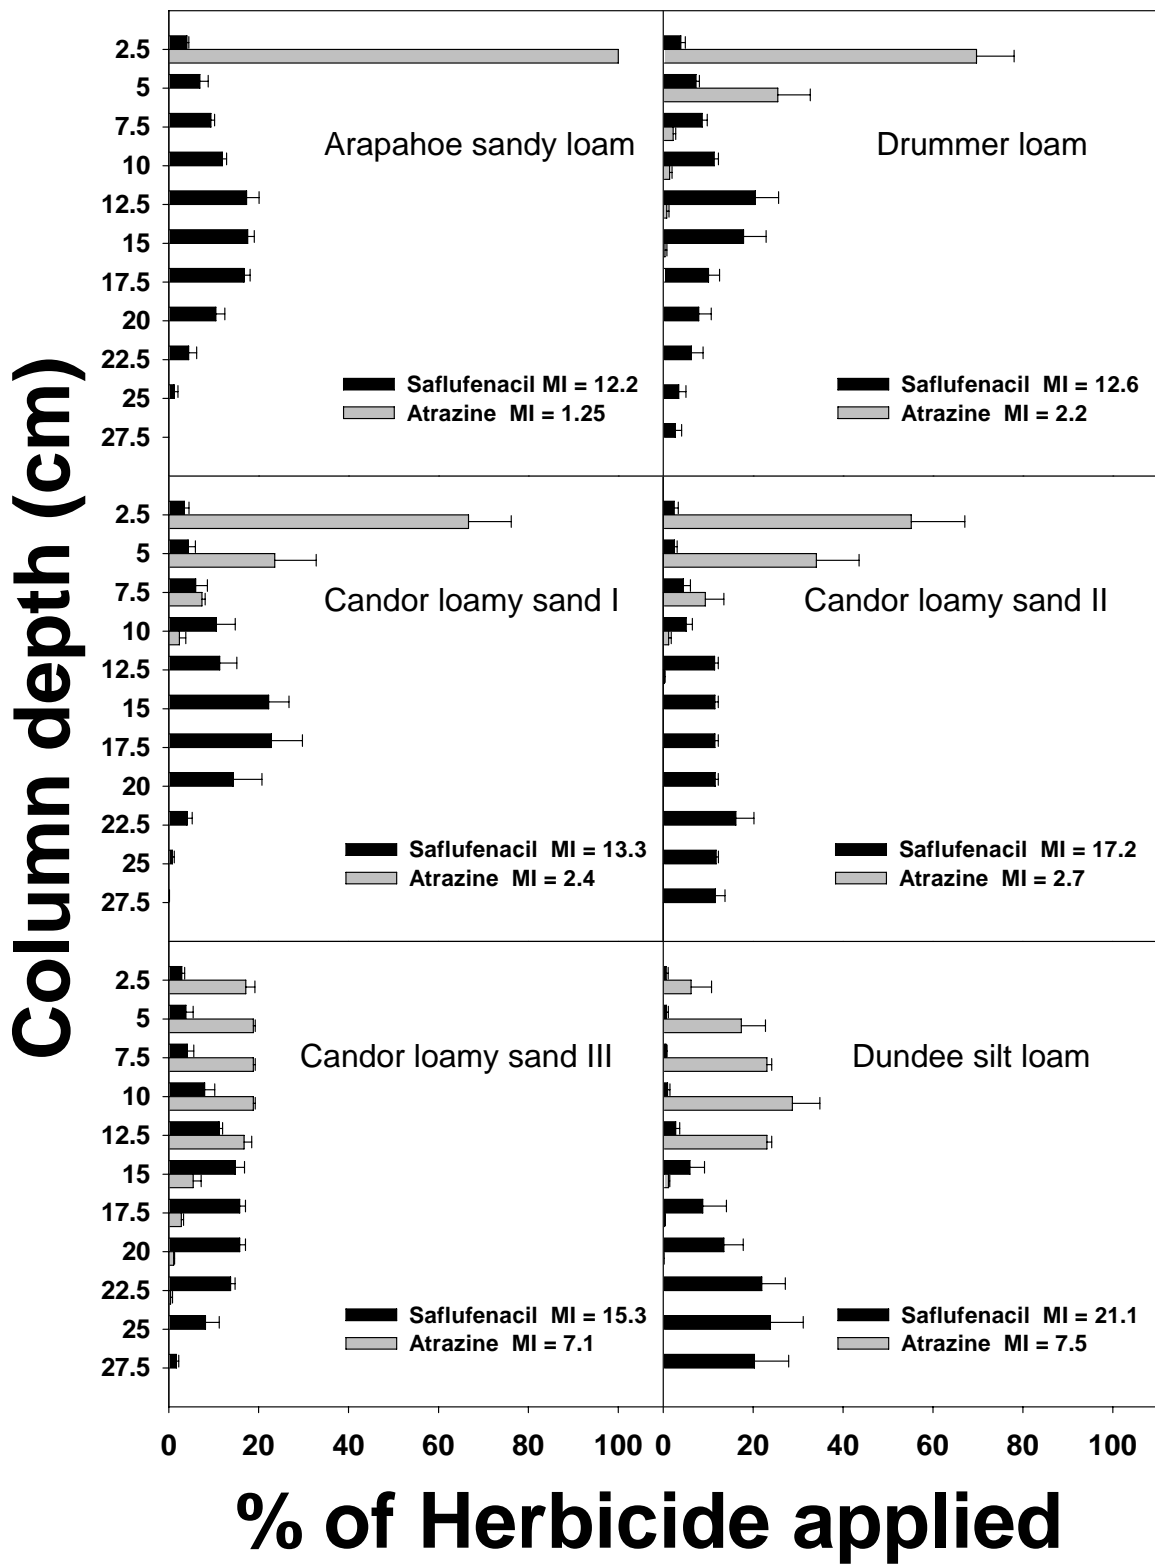 Column depth (cm)
2.5
5
7.5
10
12.5
15
17.5
20
22.5
25
27.5
Arapahoe sandy loam
Saflufenacil MI = 12.2
Atrazine MI = 1.25
Drummer loam
Saflufenacil MI = 12.6
Atrazine MI = 2.2
2.5
5
7.5
10
12.5
15
17.5
20
22.5
25
27.5
Candor loamy sand I
Saflufenacil MI = 13.3
Atrazine MI = 2.4
Candor loamy sand II
Saflufenacil MI = 17.2
Atrazine MI = 2.7
2.5
5
7.5
10
12.5
15
17.5
20
22.5
25
27.5
Candor loamy sand III
Saflufenacil MI = 15.3
Atrazine MI = 7.1
Dundee silt loam
Saflufenacil MI = 21.1
Atrazine MI = 7.5
0 20 40 60 80 100 0 20 40 60 80 100
% of Herbicide applied